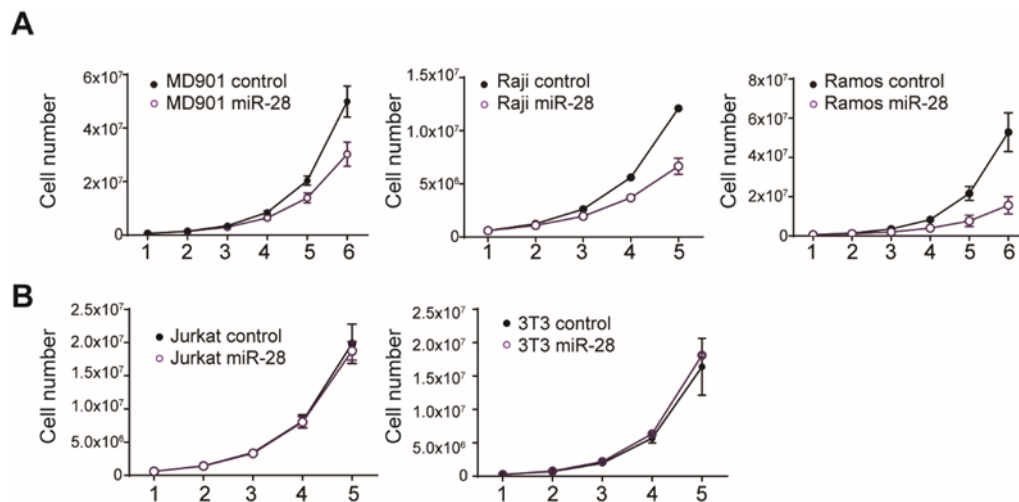 A
Cell number
6x10⁷
4x10⁷
2x10⁷
0
MD901 control
MD901 miR-28
1 2 3 4 5 6
Cell number
1.5x10⁷
1.0x10⁷
5.0x10⁶
0
Raji control
Raji miR-28
1 2 3 4 5
Cell number
8x10⁷
6x10⁷
4x10⁷
2x10⁷
0
Ramos control
Ramos miR-28
1 2 3 4 5 6
B
Cell number
2.5x10⁷
2.0x10⁷
1.5x10⁷
1.0x10⁷
5.0x10⁶
0
Jurkat control
Jurkat miR-28
1 2 3 4 5
Cell number
2.5x10⁷
2.0x10⁷
1.5x10⁷
1.0x10⁷
5.0x10⁶
0
3T3 control
3T3 miR-28
1 2 3 4 5